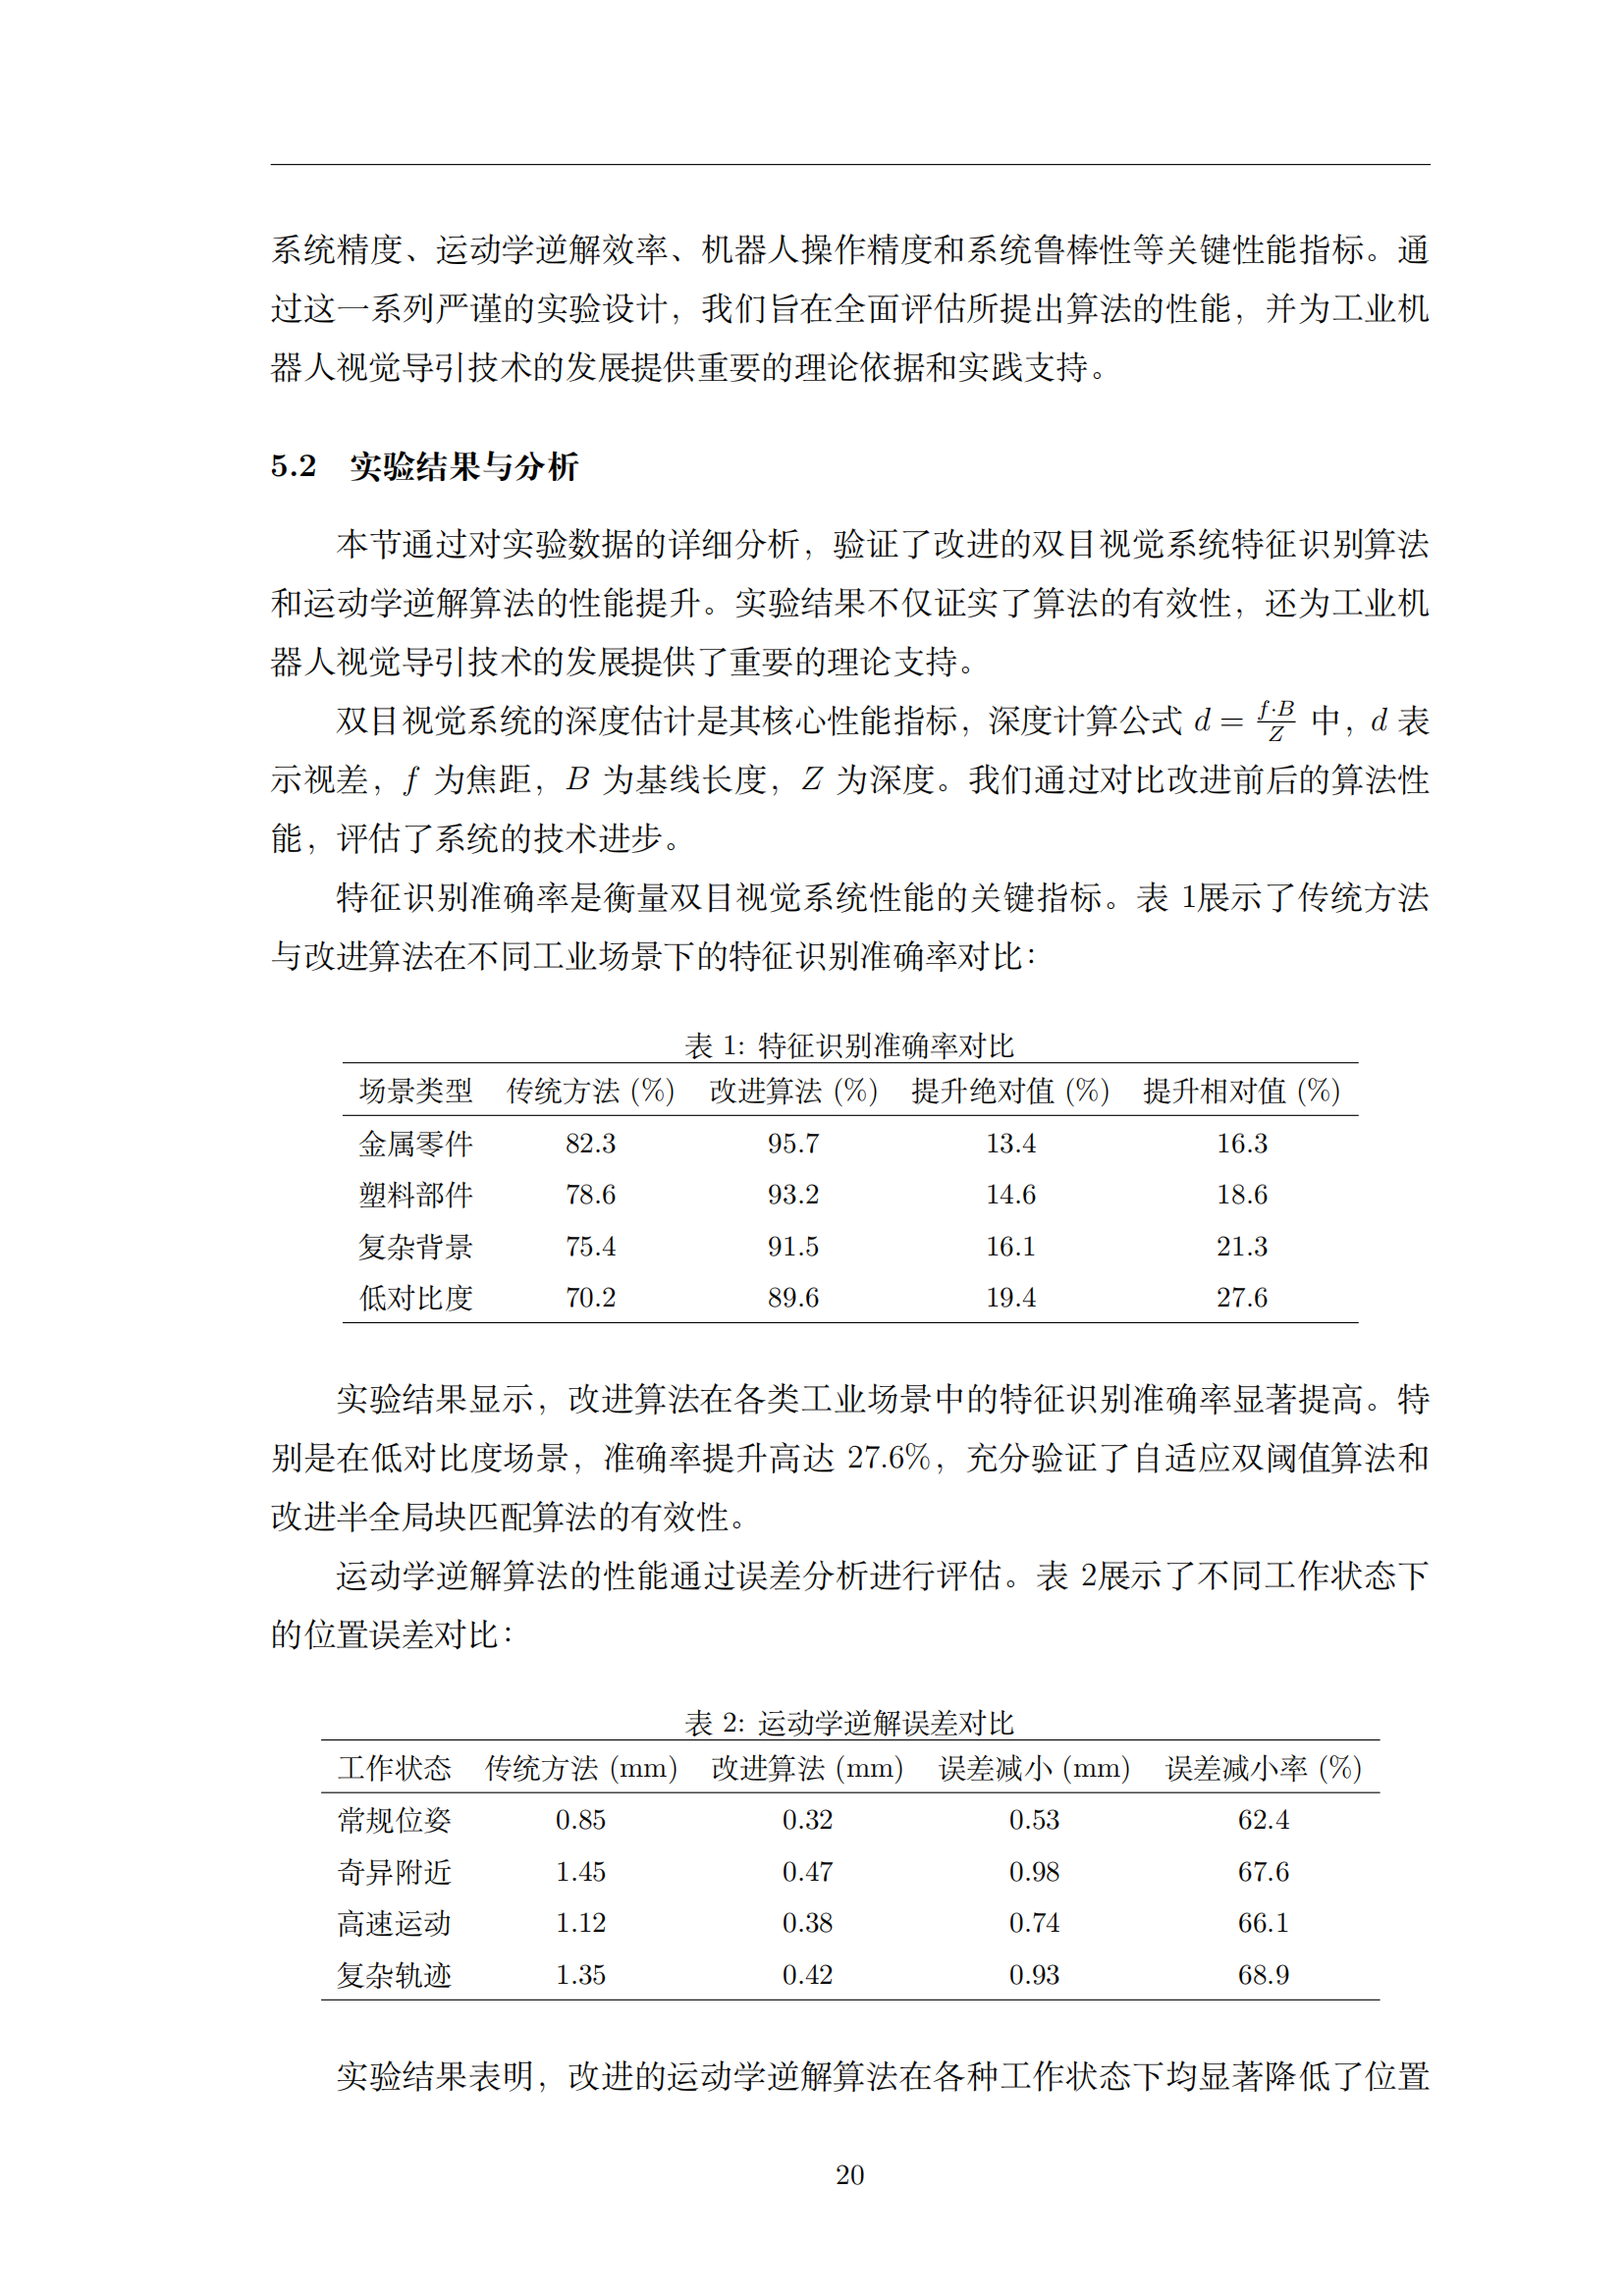 系统精度、运动学逆解效率、机器人操作精度和系统鲁棒性等关键性能指标。通
过这一系列严谨的实验设计，我们旨在全面评估所提出算法的性能，并为工业机
器人视觉导引技术的发展提供重要的理论依据和实践支持。
5.2 实验结果与分析
本节通过对实验数据的详细分析，验证了改进的双目视觉系统特征识别算法
和运动学逆解算法的性能提升。实验结果不仅证实了算法的有效性，还为工业机
器人视觉导引技术的发展提供了重要的理论支持。
双目视觉系统的深度估计是其核心性能指标，深度计算公式 d = f·B/Z 中，d 表
示视差，f 为焦距，B 为基线长度，Z 为深度。我们通过对比改进前后的算法性
能，评估了系统的技术进步。
特征识别准确率是衡量双目视觉系统性能的关键指标。表 1展示了传统方法
与改进算法在不同工业场景下的特征识别准确率对比：
表 1: 特征识别准确率对比
场景类型 传统方法 (%) 改进算法 (%) 提升绝对值 (%) 提升相对值 (%)
金属零件 82.3 95.7 13.4 16.3
塑料部件 78.6 93.2 14.6 18.6
复杂背景 75.4 91.5 16.1 21.3
低对比度 70.2 89.6 19.4 27.6
实验结果显示，改进算法在各类工业场景中的特征识别准确率显著提高。特
别是在低对比度场景，准确率提升高达 27.6%，充分验证了自适应双阈值算法和
改进半全局块匹配算法的有效性。
运动学逆解算法的性能通过误差分析进行评估。表 2展示了不同工作状态下
的位置误差对比：
表 2: 运动学逆解误差对比
工作状态 传统方法 (mm) 改进算法 (mm) 误差减小 (mm) 误差减小率 (%)
常规位姿 0.85 0.32 0.53 62.4
奇异附近 1.45 0.47 0.98 67.6
高速运动 1.12 0.38 0.74 66.1
复杂轨迹 1.35 0.42 0.93 68.9
实验结果表明，改进的运动学逆解算法在各种工作状态下均显著降低了位置
20